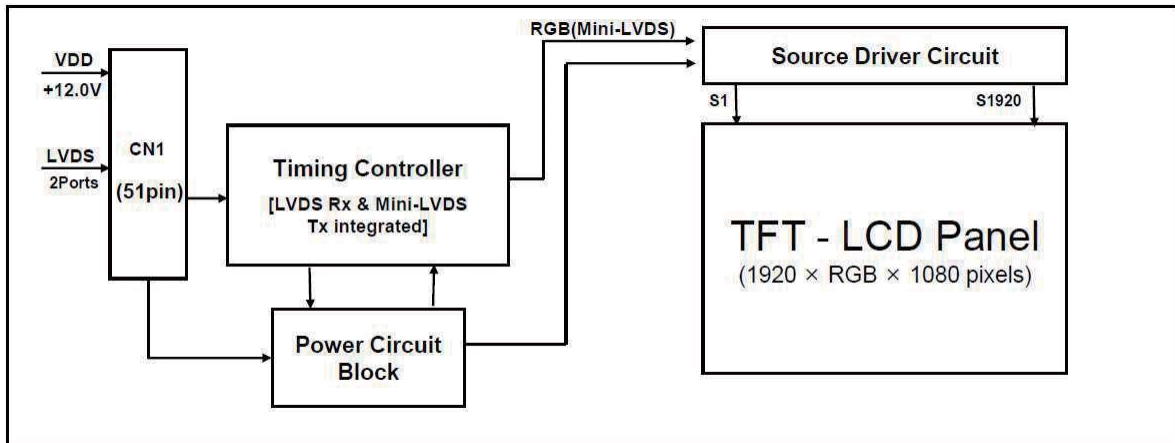 VDD
+12.0V
LVDS
2Ports
CN1
(51pin)
Timing Controller
[LVDS Rx & Mini-LVDS
Tx integrated]
Power Circuit
Block
RGB(Mini-LVDS)
Source Driver Circuit
S1
S1920
TFT - LCD Panel
(1920 × RGB × 1080 pixels)